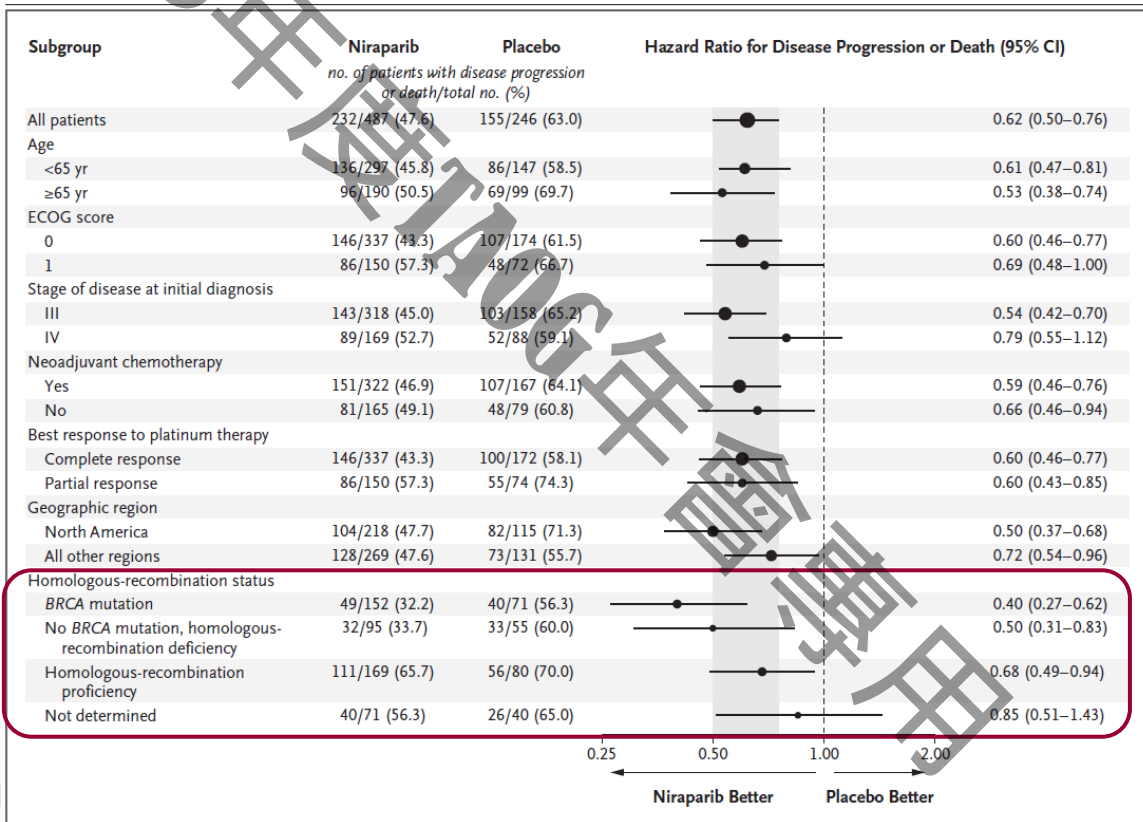 Subgroup Niraparib Placebo Hazard Ratio for Disease Progression or Death (95% CI)
no. of patients with disease progression
or death/total no. (%)
All patients 232/487 (47.6) 155/246 (63.0) 0.62 (0.50–0.76)
Age
<65 yr 136/297 (45.8) 86/147 (58.5) 0.61 (0.47–0.81)
≥65 yr 96/190 (50.5) 69/99 (69.7) 0.53 (0.38–0.74)
ECOG score
0 146/337 (43.3) 107/174 (61.5) 0.60 (0.46–0.77)
1 86/150 (57.3) 48/72 (66.7) 0.69 (0.48–1.00)
Stage of disease at initial diagnosis
III 143/318 (45.0) 103/158 (65.2) 0.54 (0.42–0.70)
IV 89/169 (52.7) 52/88 (59.1) 0.79 (0.55–1.12)
Neoadjuvant chemotherapy
Yes 151/322 (46.9) 107/167 (64.1) 0.59 (0.46–0.76)
No 81/165 (49.1) 48/79 (60.8) 0.66 (0.46–0.94)
Best response to platinum therapy
Complete response 146/337 (43.3) 100/172 (58.1) 0.60 (0.46–0.77)
Partial response 86/150 (57.3) 55/74 (74.3) 0.60 (0.43–0.85)
Geographic region
North America 104/218 (47.7) 82/115 (71.3) 0.50 (0.37–0.68)
All other regions 128/269 (47.6) 73/131 (55.7) 0.72 (0.54–0.96)
Homologous-recombination status
BRCA mutation 49/152 (32.2) 40/71 (56.3) 0.40 (0.27–0.62)
No BRCA mutation, homologous- 32/95 (33.7) 33/55 (60.0) 0.50 (0.31–0.83)
recombination deficiency
Homologous-recombination 111/169 (65.7) 56/80 (70.0) 0.68 (0.49–0.94)
proficiency
Not determined 40/71 (56.3) 26/40 (65.0) 0.85 (0.51–1.43)
0.25 0.50 1.00 2.00
Niraparib Better Placebo Better
年度TAOG年會專用